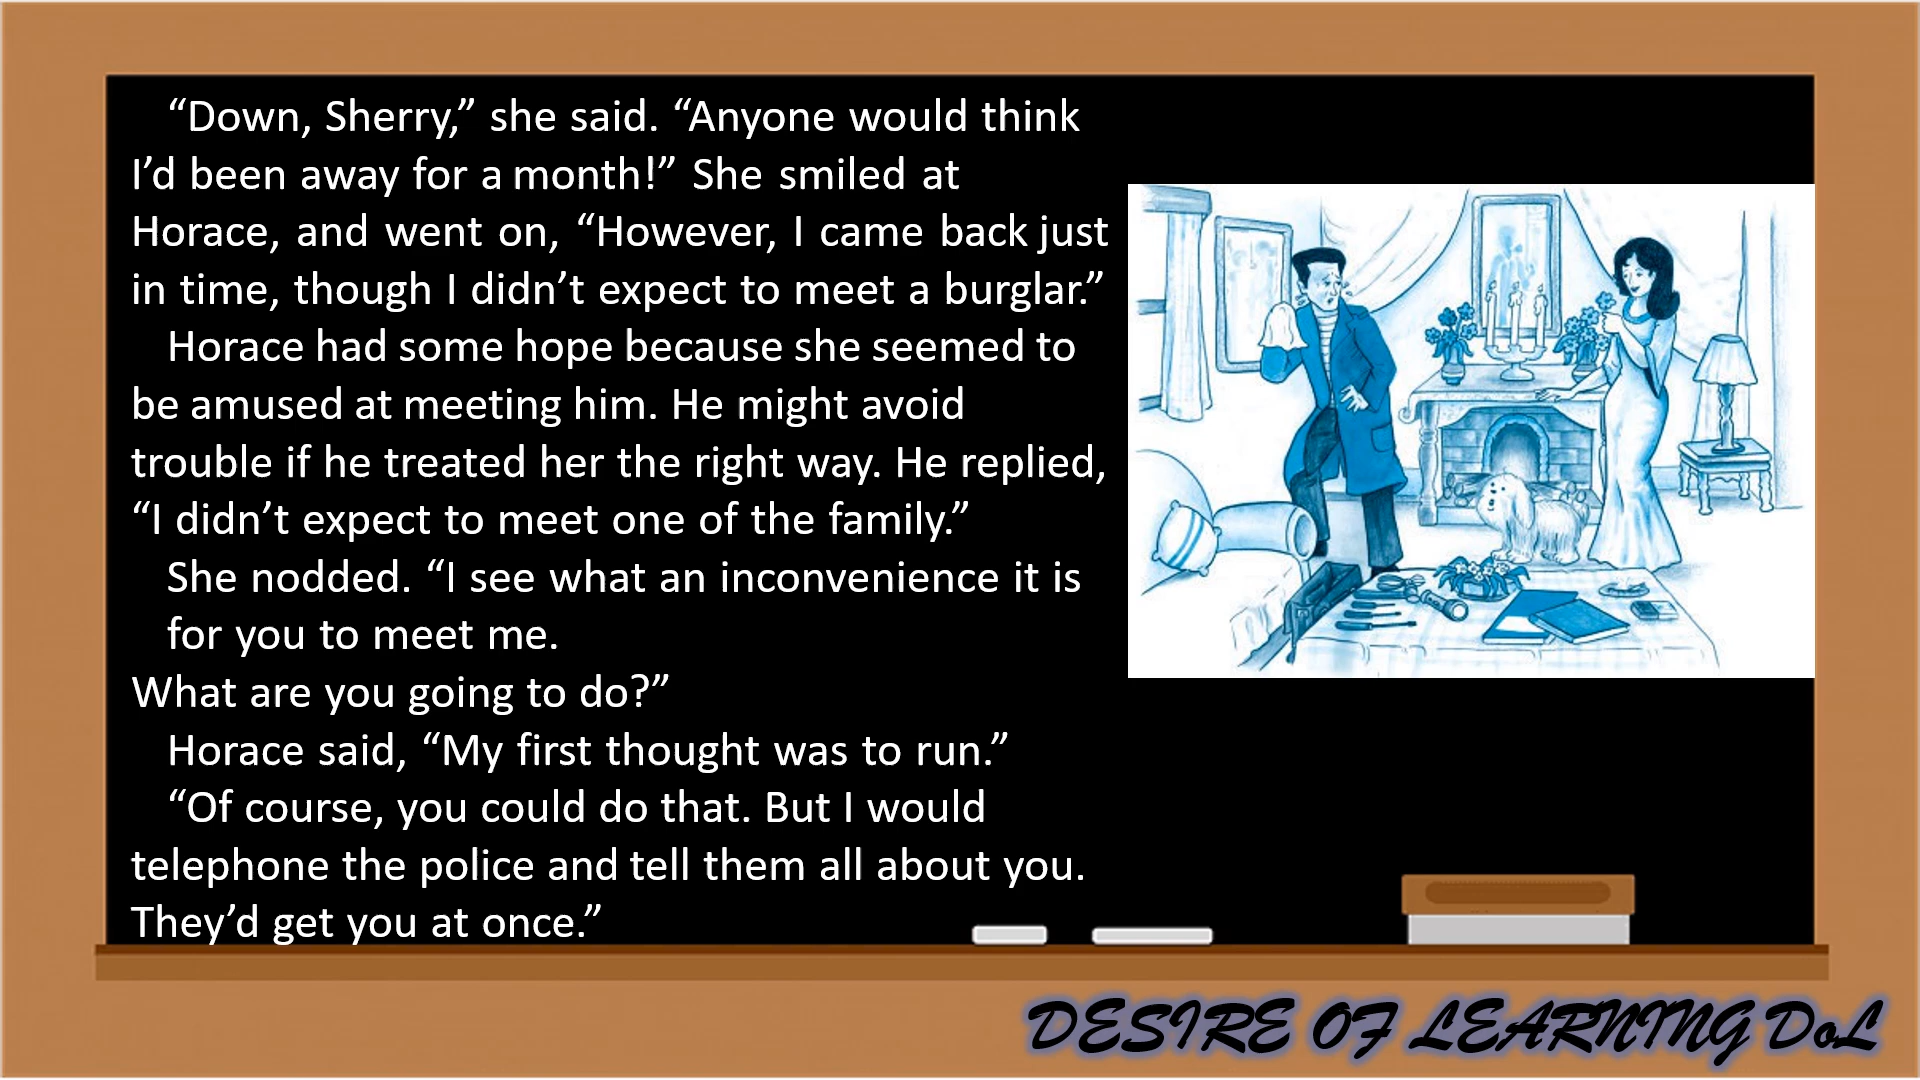 “Down, Sherry,” she said. “Anyone would think
I’d been away for a month!” She smiled at
Horace, and went on, “However, I came back just
in time, though I didn’t expect to meet a burglar.”
Horace had some hope because she seemed to
be amused at meeting him. He might avoid
trouble if he treated her the right way. He replied,
“I didn’t expect to meet one of the family.”
She nodded. “I see what an inconvenience it is
for you to meet me.
What are you going to do?”
Horace said, “My first thought was to run.”
“Of course, you could do that. But I would
telephone the police and tell them all about you.
They’d get you at once.”
DESIRE OF LEARNING DoL